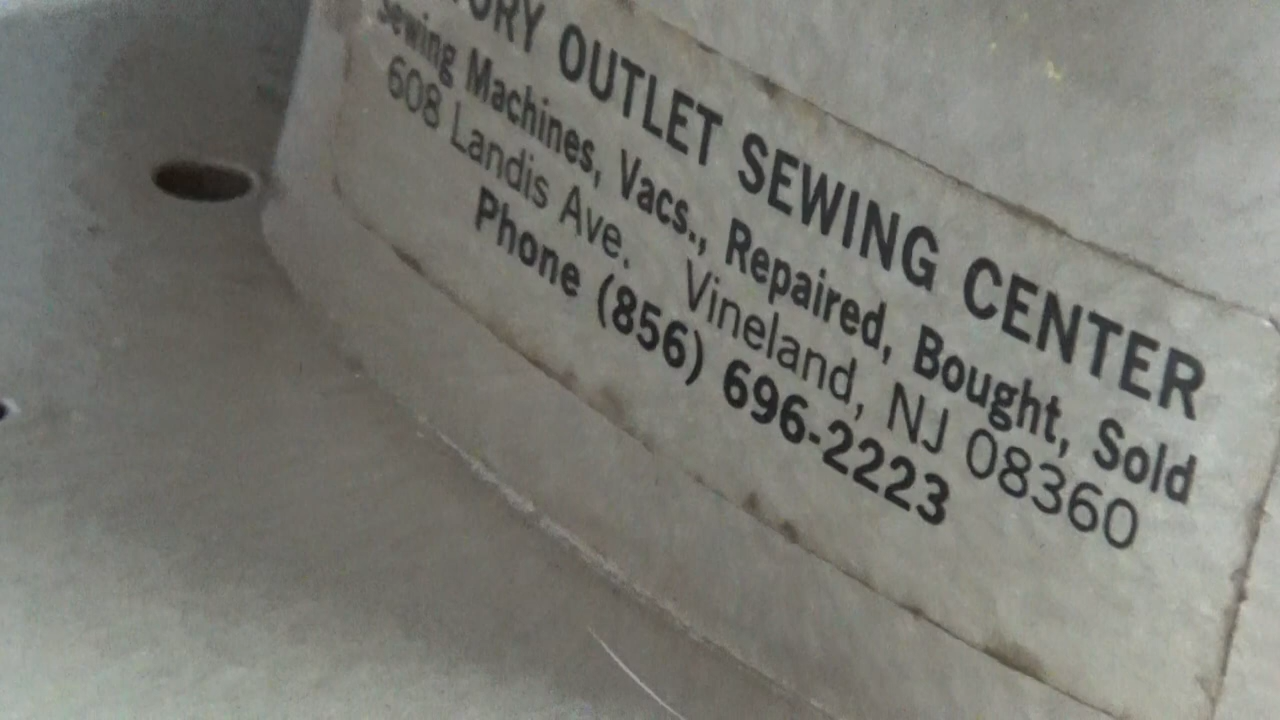 OUTLET SEWING CENTER
Sewing Machines, Vacs., Repaired, Bought, Sold
608 Landis Ave. Vineland, NJ 08360
Phone (856) 696-2223